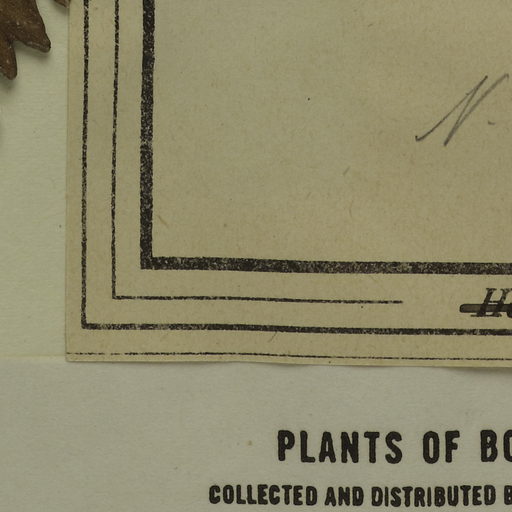 N.
PLANTS OF BO
COLLECTED AND DISTRIBUTED B